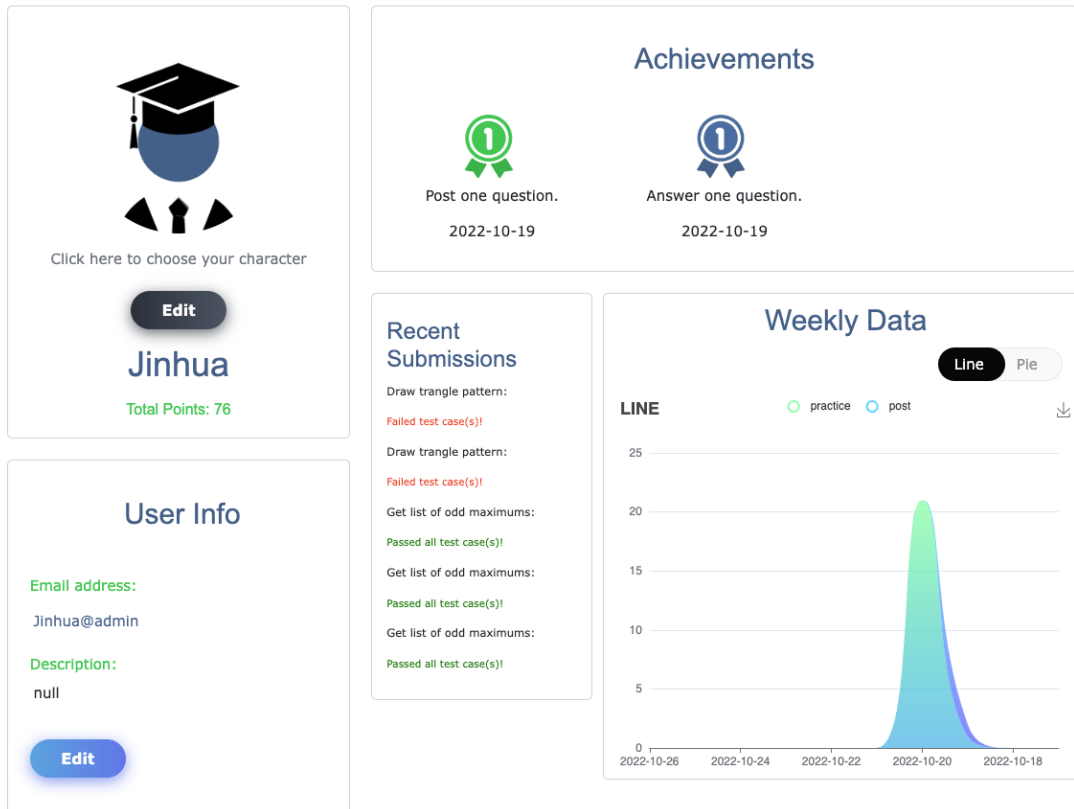 Click here to choose your character
Edit
Jinhua
Total Points: 76
User Info
Email address:
Jinhua@admin
Description:
null
Edit
Achievements
1
Post one question.
2022-10-19
1
Answer one question.
2022-10-19
Recent
Submissions
Draw trangle pattern:
Failed test case(s)!
Draw trangle pattern:
Failed test case(s)!
Get list of odd maximums:
Passed all test case(s)!
Get list of odd maximums:
Passed all test case(s)!
Get list of odd maximums:
Passed all test case(s)!
Weekly Data
Line Pie
LINE
practice post
25
20
15
10
5
0
2022-10-26 2022-10-24 2022-10-22 2022-10-20 2022-10-18